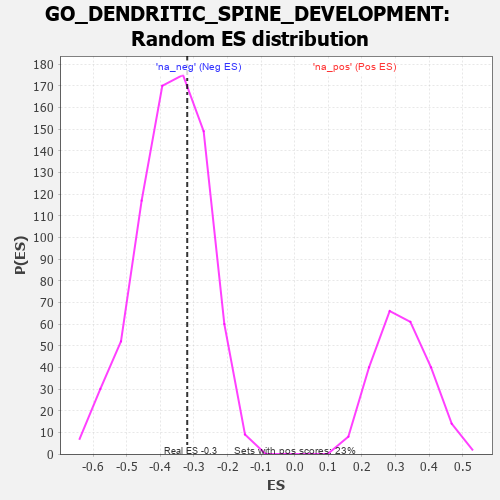 GO_DENDRITIC_SPINE_DEVELOPMENT:
Random ES distribution
'na_neg' (Neg ES)
'na_pos' (Pos ES)
180
170
160
150
140
130
120
110
100
90
80
70
60
50
40
30
20
10
0
P(ES)
Real ES -0.3
Sets with pos scores: 23%
-0.6 -0.5 -0.4 -0.3 -0.2 -0.1 0.0 0.1 0.2 0.3 0.4 0.5
ES